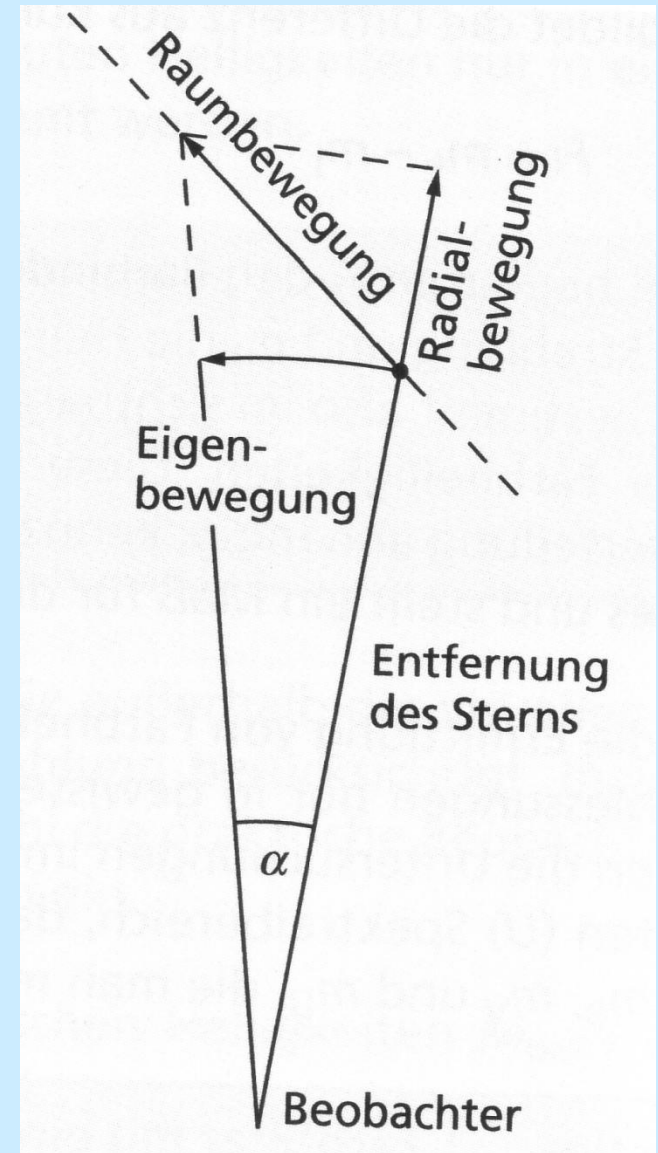 Raumbewegung
Radial-
bewegung
Eigen-
bewegung
Entfernung
des Sterns
α
Beobachter